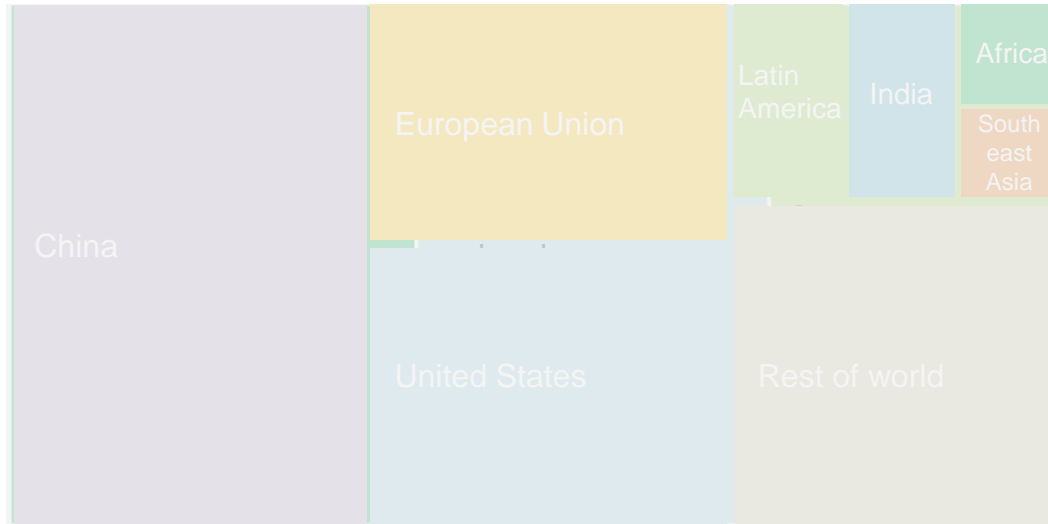 China
European Union
United States
Latin
America
India
Africa
South
east
Asia
Rest of world